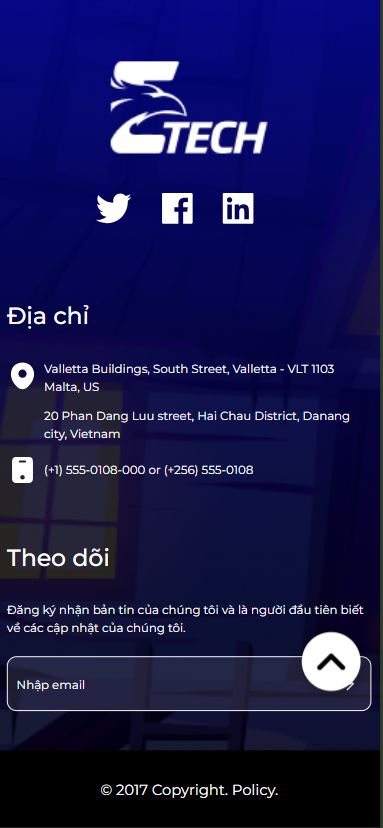 ETECH
Địa chỉ
Valletta Buildings, South Street, Valletta - VLT 1103
Malta, US
20 Phan Dang Luu street, Hai Chau District, Danang
city, Vietnam
(+1) 555-0108-000 or (+256) 555-0108
Theo dõi
Đăng ký nhận bản tin của chúng tôi và là người đầu tiên biết
về các cập nhật của chúng tôi.
Nhập email
© 2017 Copyright. Policy.